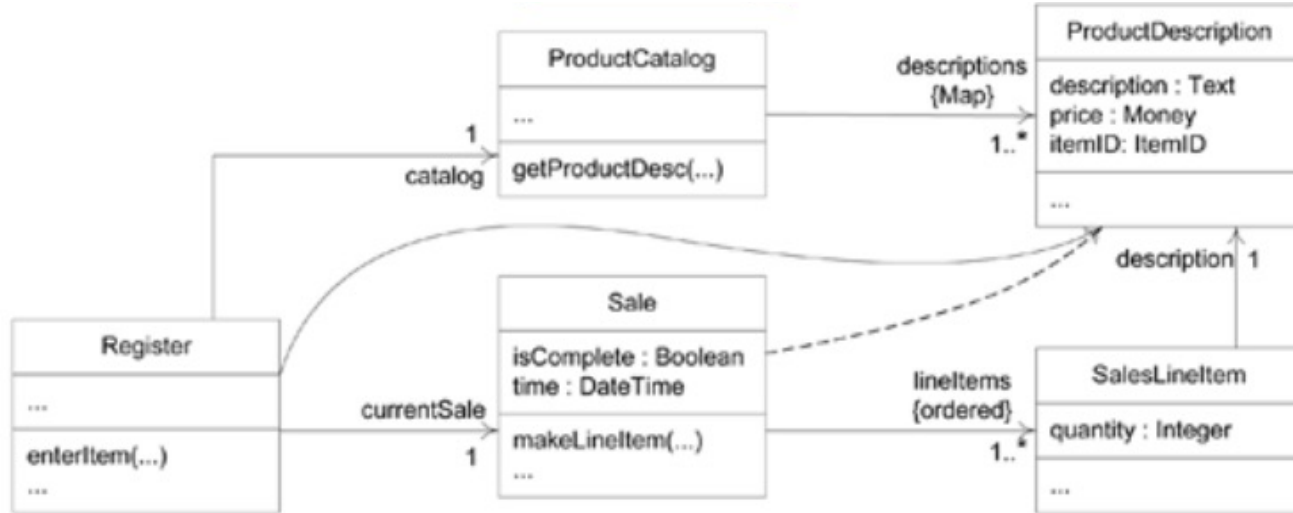 ProductCatalog
...
getProductDesc(...)
1
catalog
descriptions
{Map}
1..*
ProductDescription
description : Text
price : Money
itemID: ItemID
...
description 1
Register
...
enterItem(...)
...
currentSale
1
Sale
isComplete : Boolean
time : DateTime
makeLineItem(...)
...
lineItems
{ordered}
1..*
SalesLineItem
quantity : Integer
...